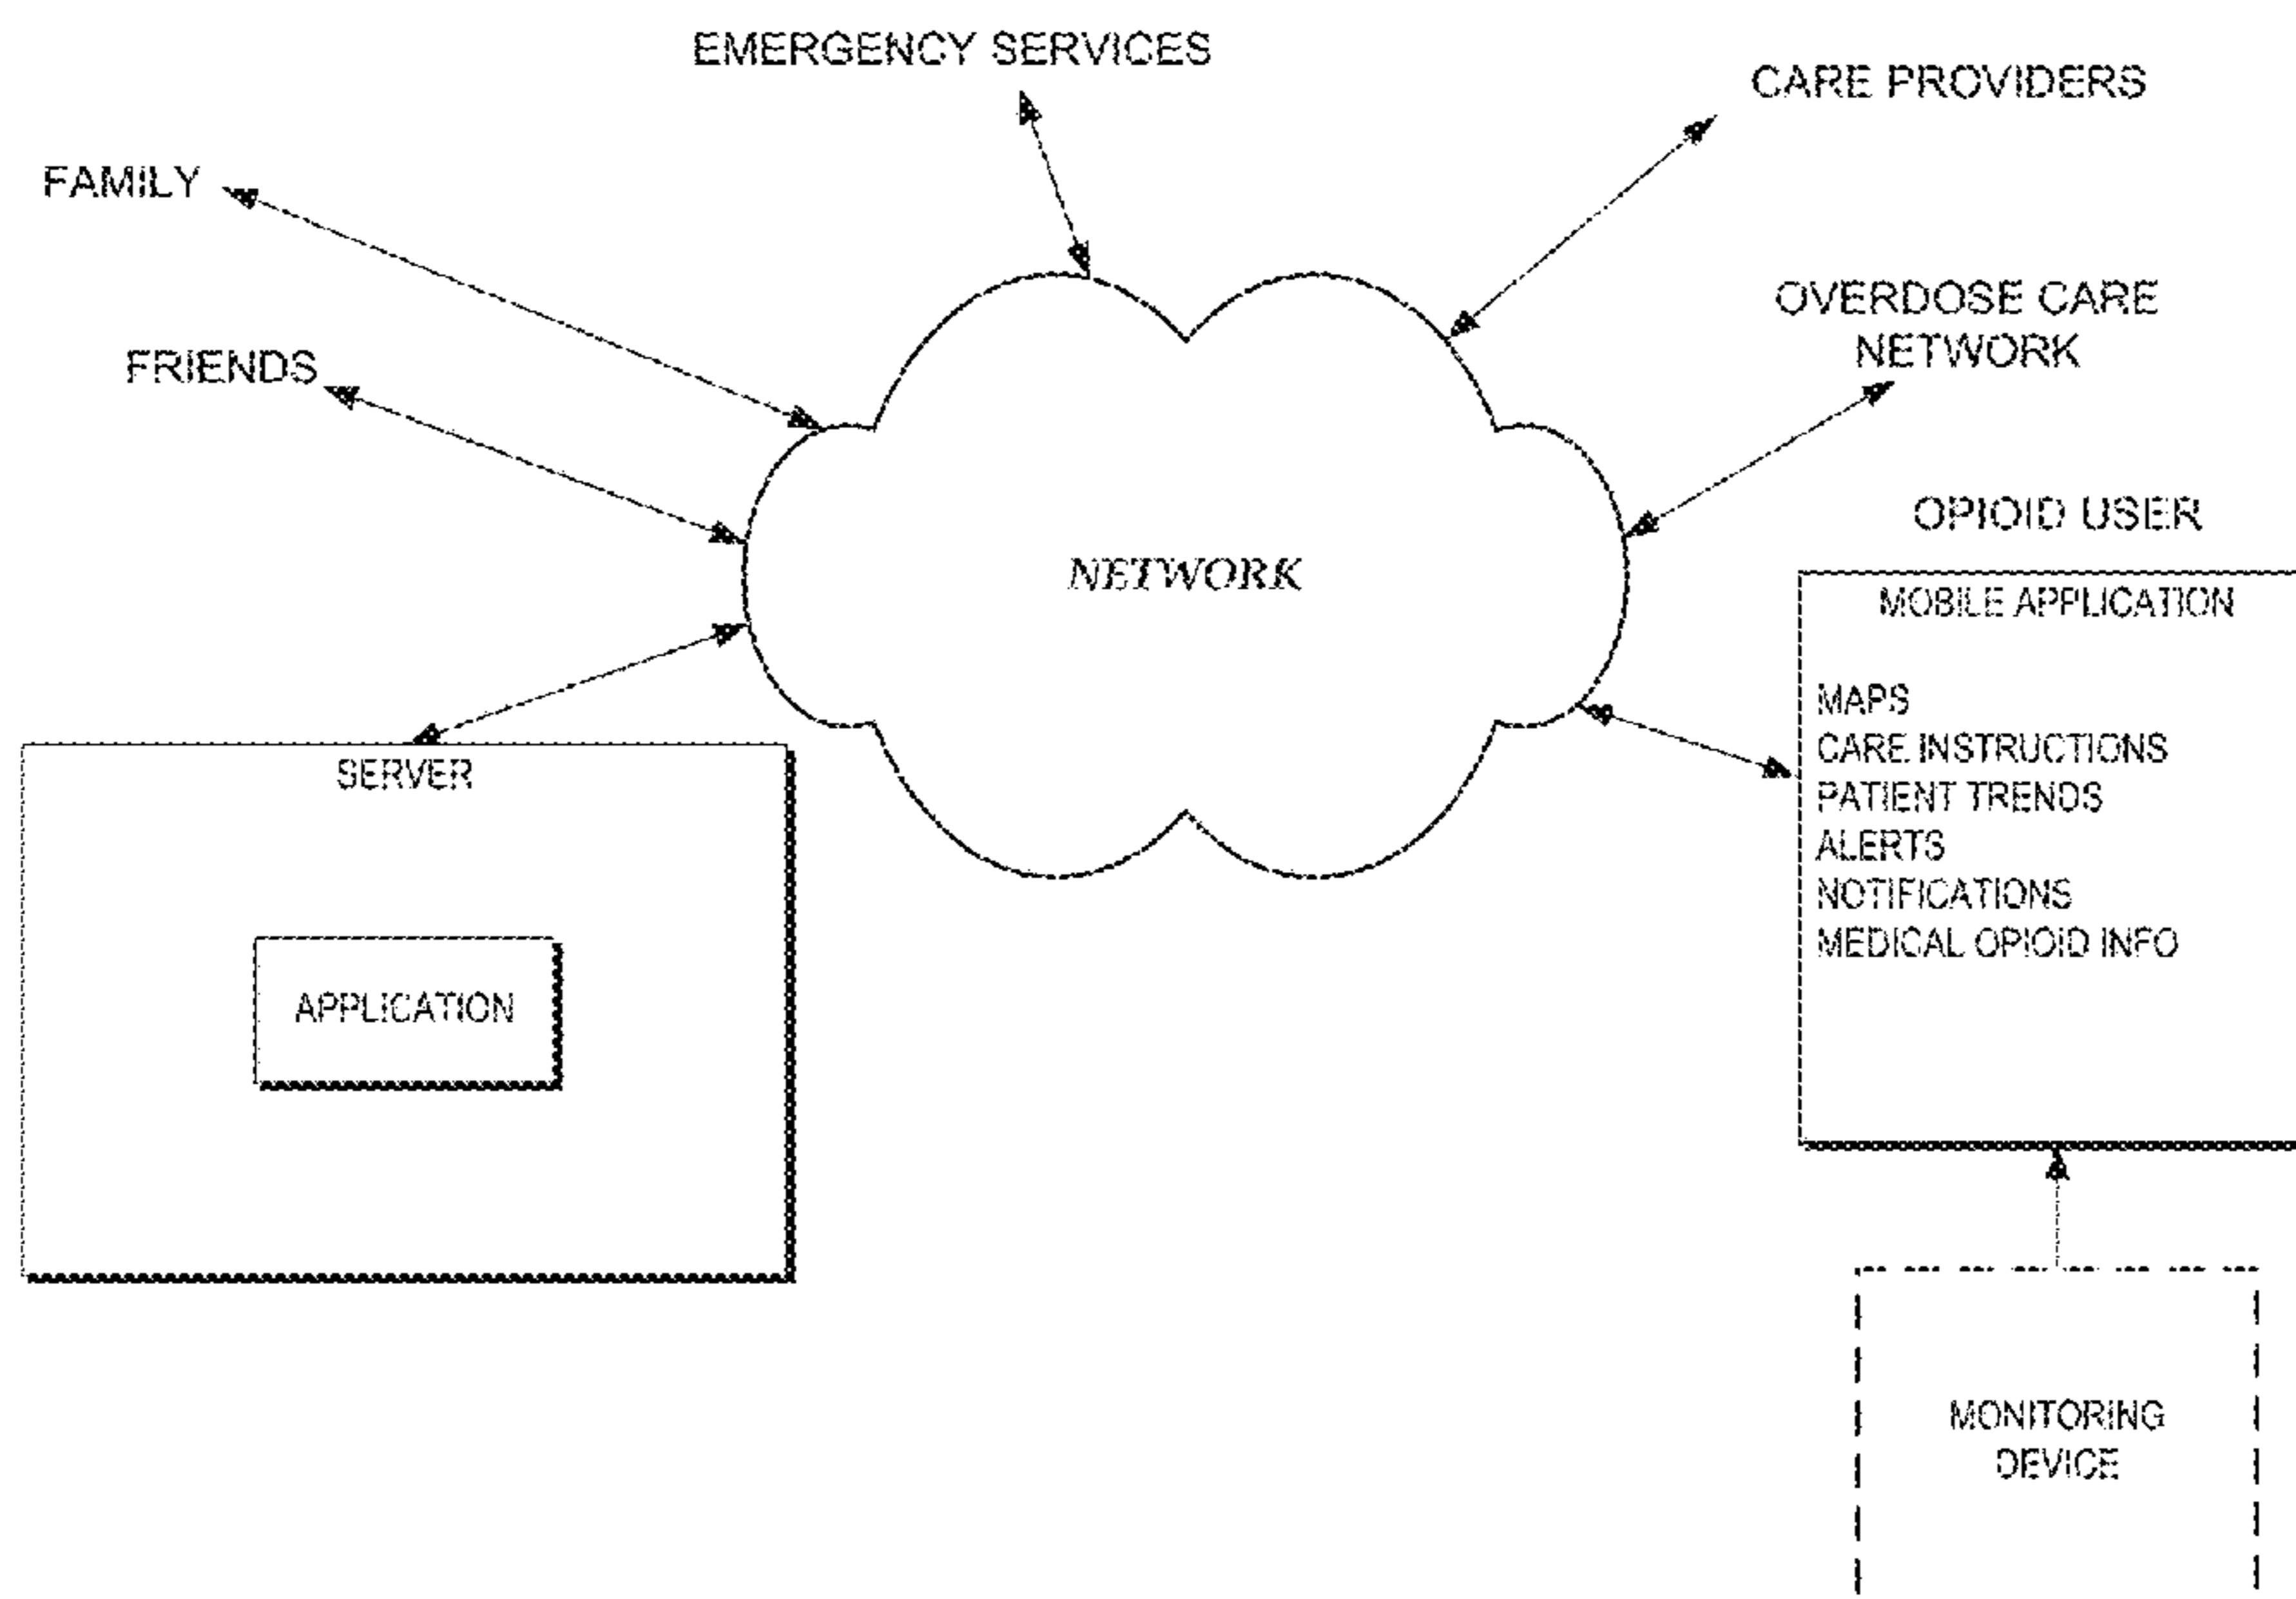 EMERGENCY SERVICES
CARE PROVIDERS
FAMILY
OVERDOSE CARE
NETWORK
FRIENDS
OPIOID USER
NETWORK
MOBILE APPLICATION
MAPS
CARE INSTRUCTIONS
PATIENT TRENDS
ALERTS
NOTIFICATIONS
MEDICAL OPIOID INFO
SERVER
APPLICATION
MONITORING
DEVICE